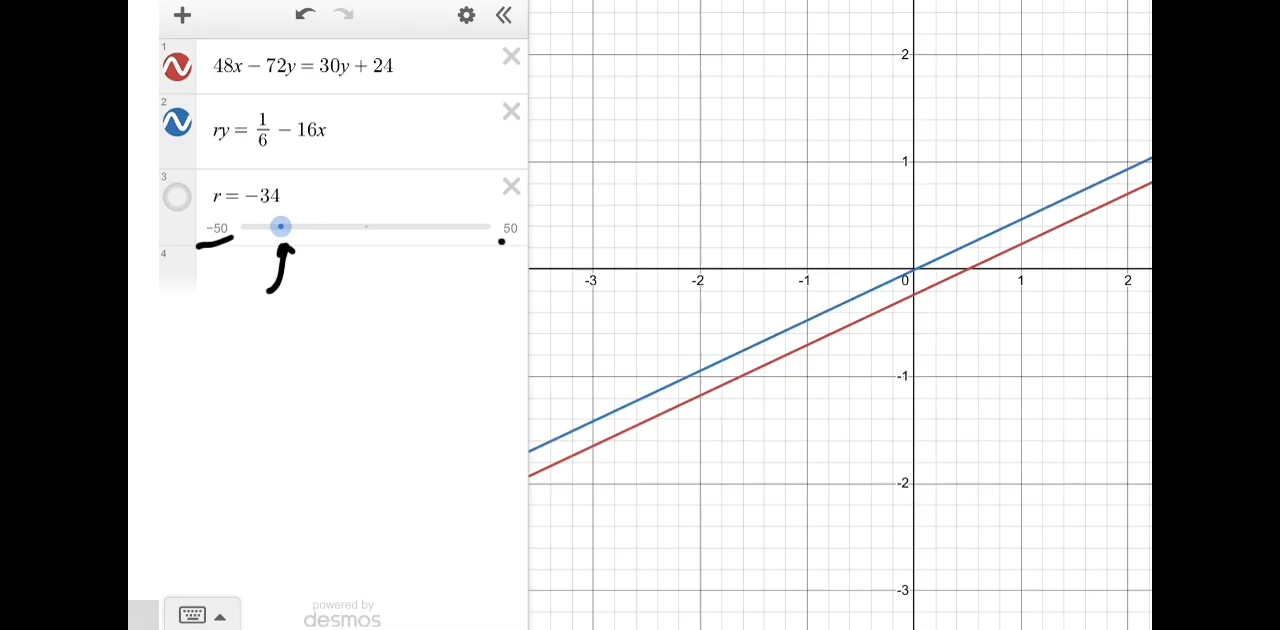 1
48x − 72y = 30y + 24
2
ry = 1/6 − 16x
3
r = −34
−50 50
4
2
1
-3 -2 -1 0 1 2
-1
-2
-3
powered by
desmos